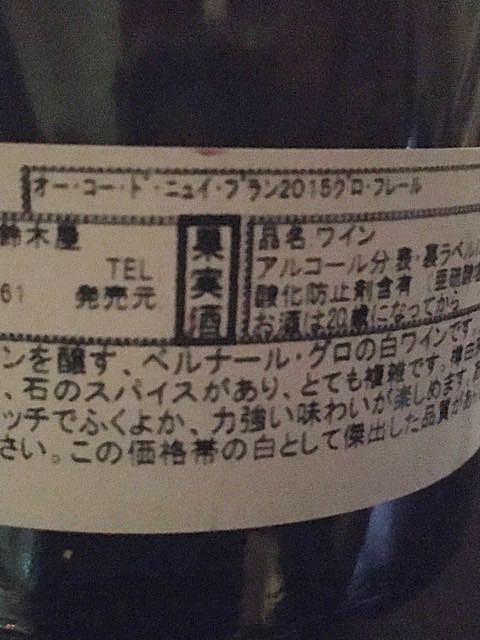 オー・コー・ド・ニュイ・ブラン2015グロ・フレール
鈴木屋
TEL
61 発売元
果実酒
品名 ワイン
アルコール分 表・裏ラベル
酸化防止剤含有 (亜硫酸
お酒は20歳になってから
ンを醸す、ベルナール・グロの白ワインです。
、石のスパイスがあり、とても複雑です。樽由
ッチでふくよか、力強い味わいが楽しめます。
さい。この価格帯の白として傑出した品質が